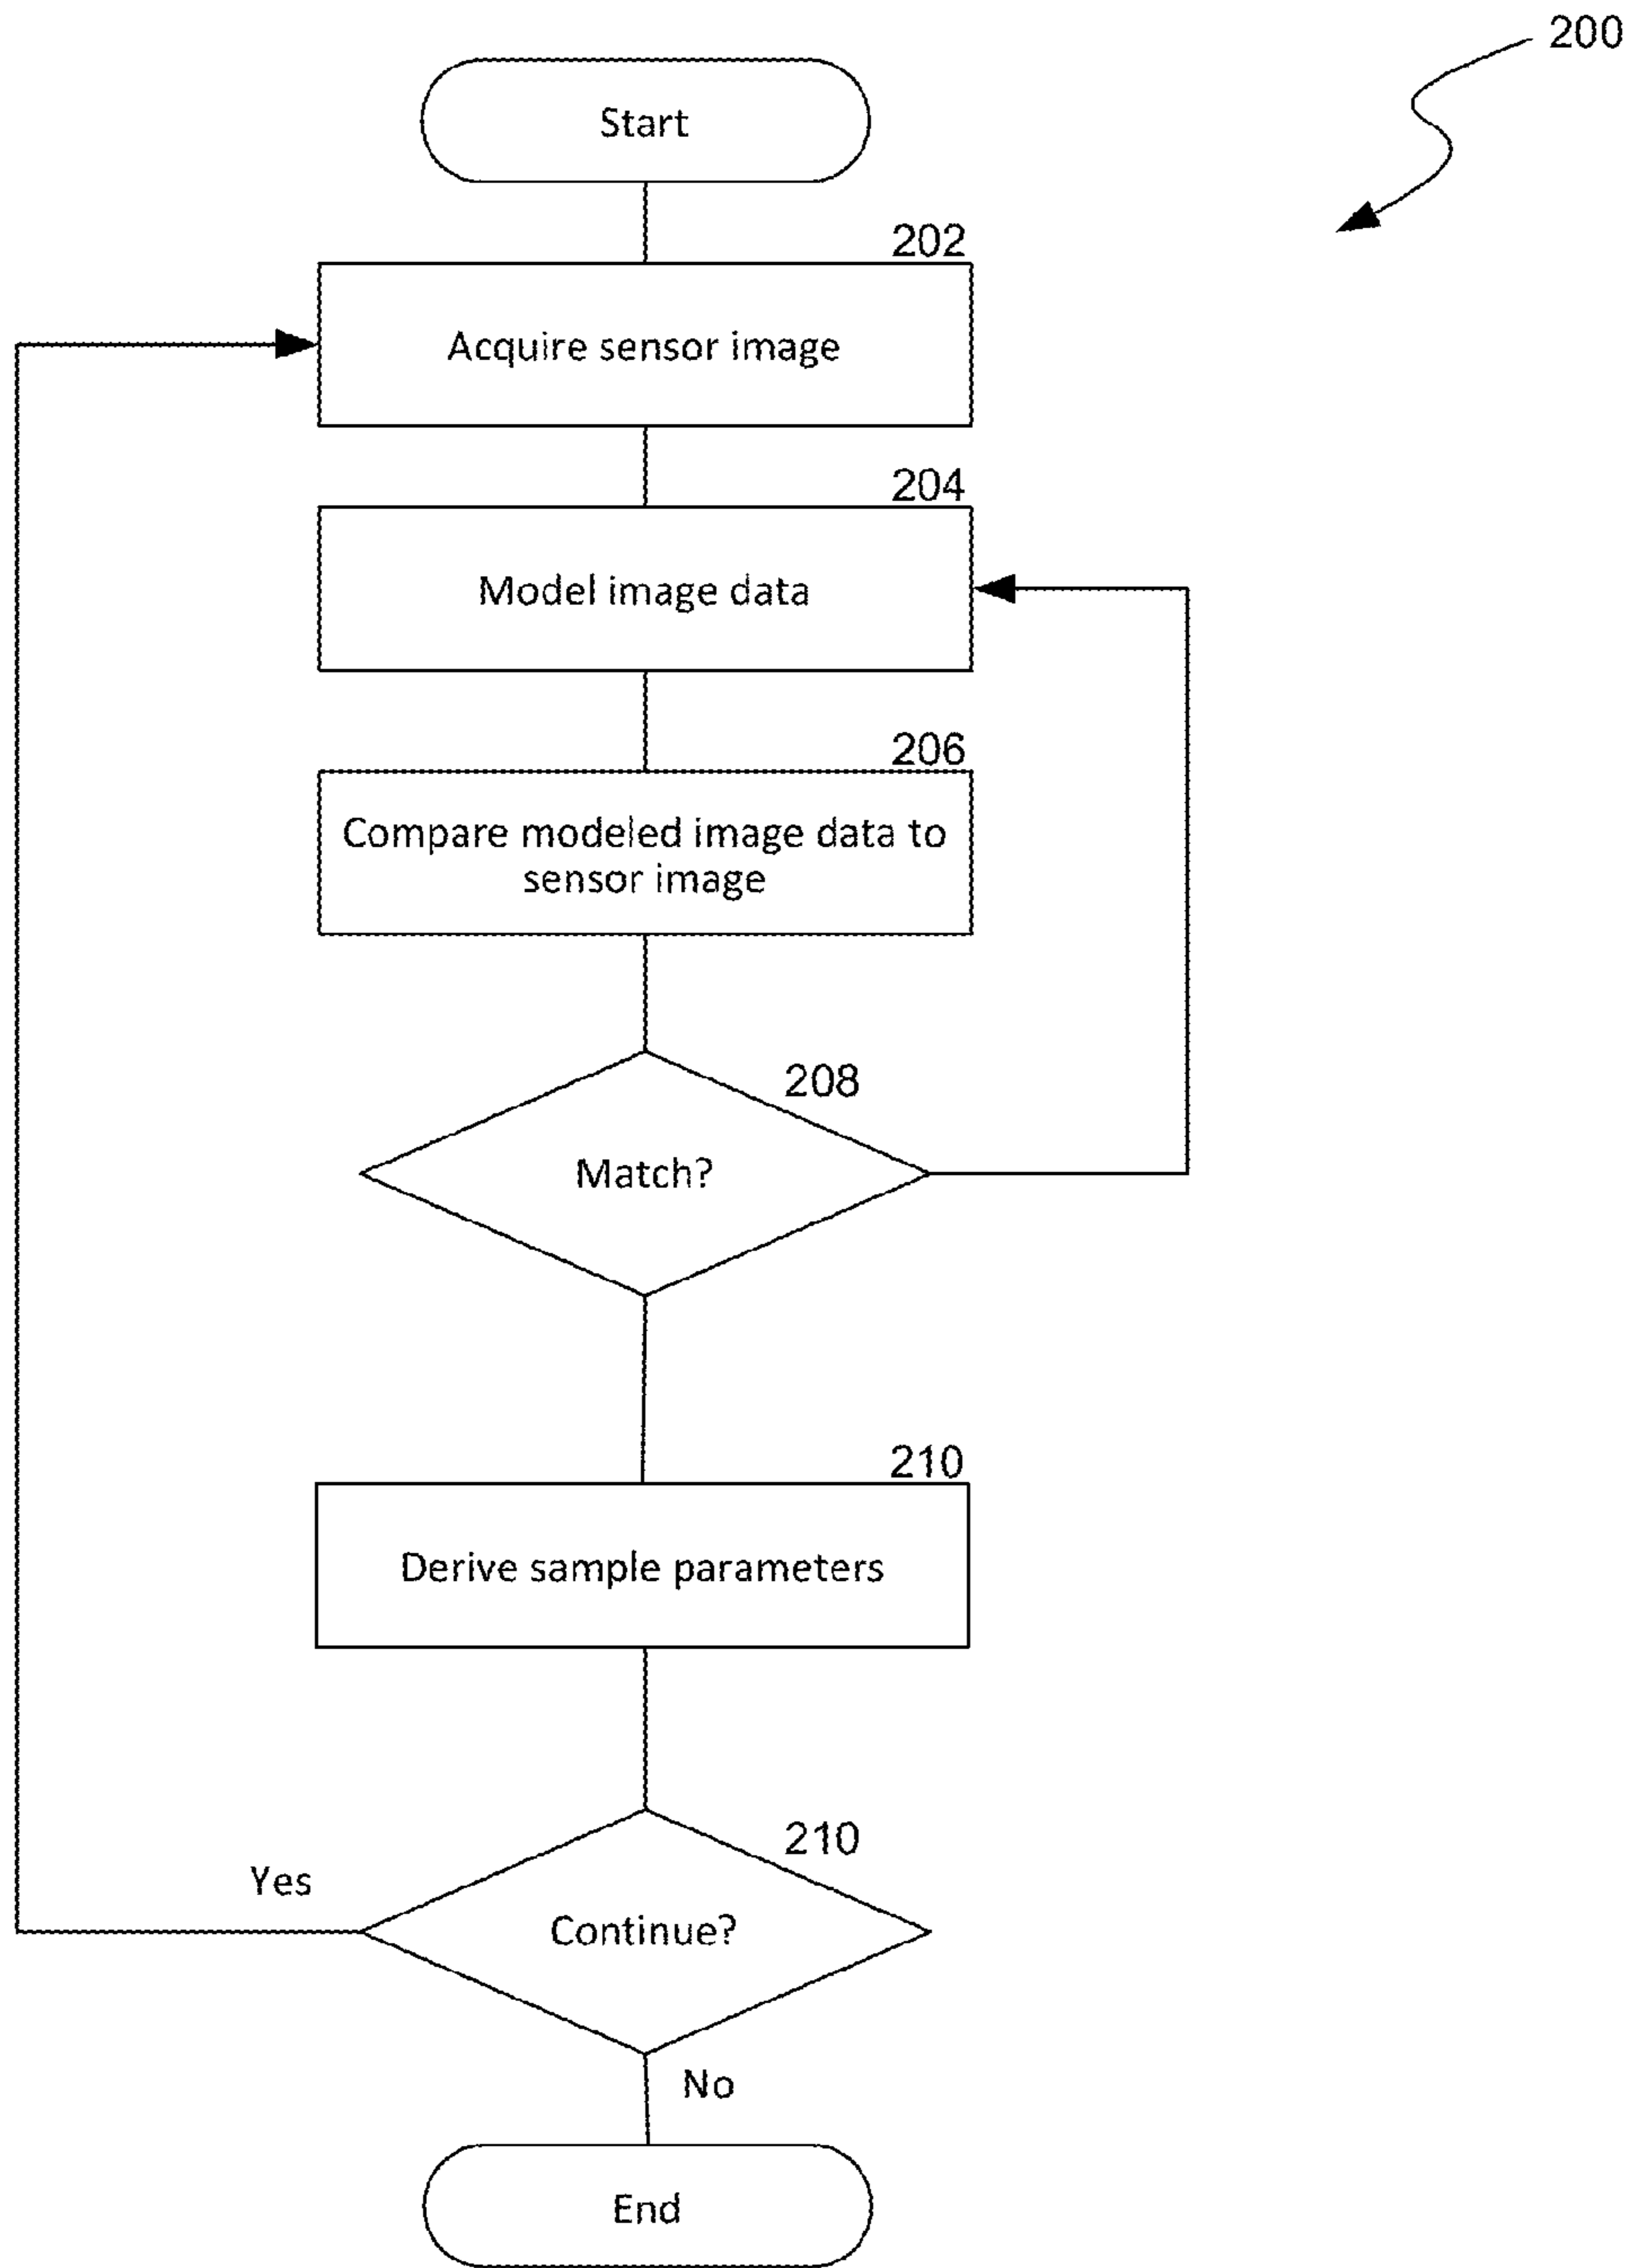 200
Start
202
Acquire sensor image
204
Model image data
206
Compare modeled image data to
sensor image
208
Match?
210
Derive sample parameters
210
Yes
Continue?
No
End